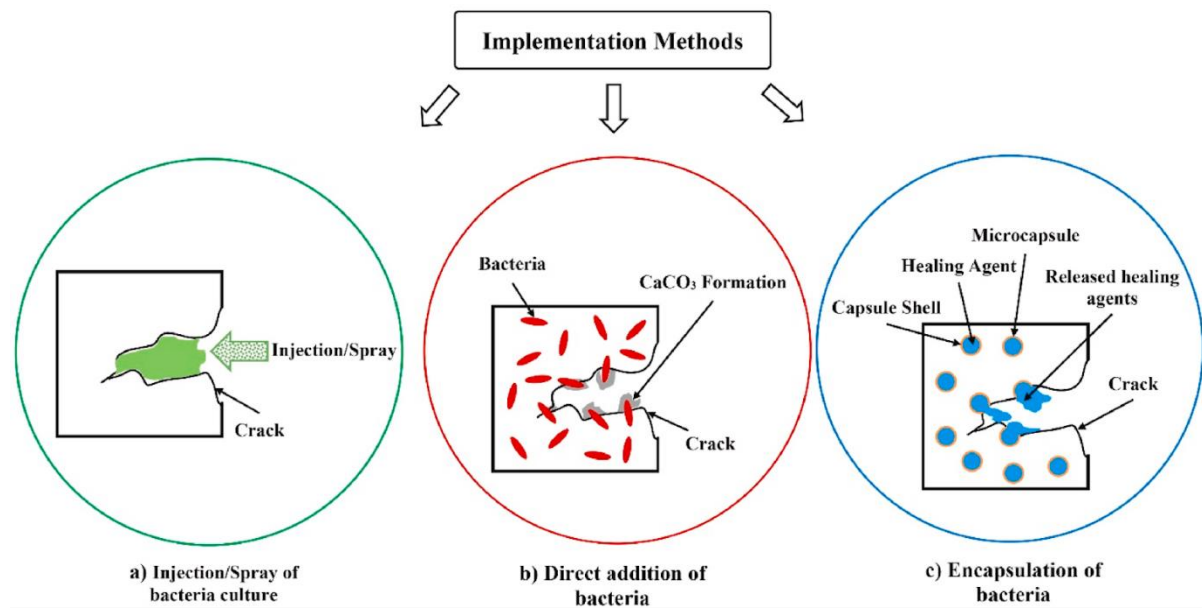 Implementation Methods
Injection/Spray
Crack
a) Injection/Spray of
bacteria culture
Bacteria
CaCO₃ Formation
Crack
b) Direct addition of
bacteria
Microcapsule
Healing Agent
Released healing
agents
Capsule Shell
Crack
c) Encapsulation of
bacteria